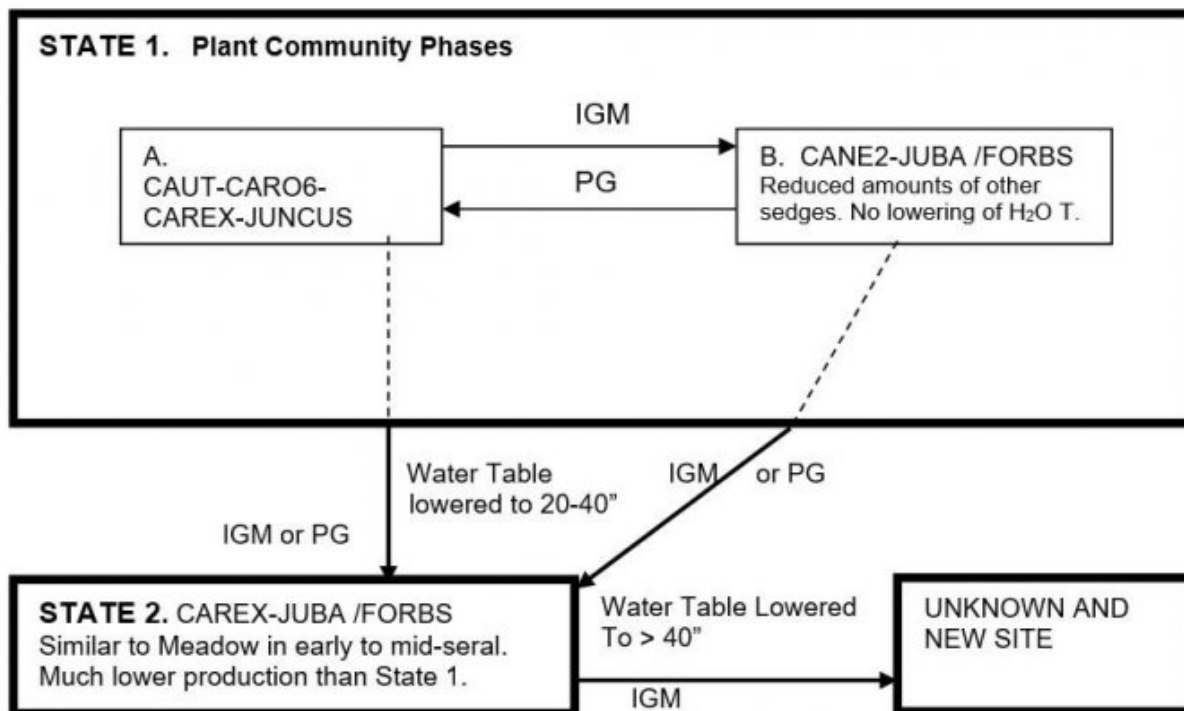 STATE 1. Plant Community Phases
IGM
A.
CAUT-CARO6-
CAREX-JUNCUS
PG
B. CANE2-JUBA /FORBS
Reduced amounts of other
sedges. No lowering of H₂O T.
Water Table
lowered to 20-40”
IGM or PG
IGM or PG
STATE 2. CAREX-JUBA /FORBS
Similar to Meadow in early to mid-seral.
Much lower production than State 1.
Water Table Lowered
To > 40”
IGM
UNKNOWN AND
NEW SITE